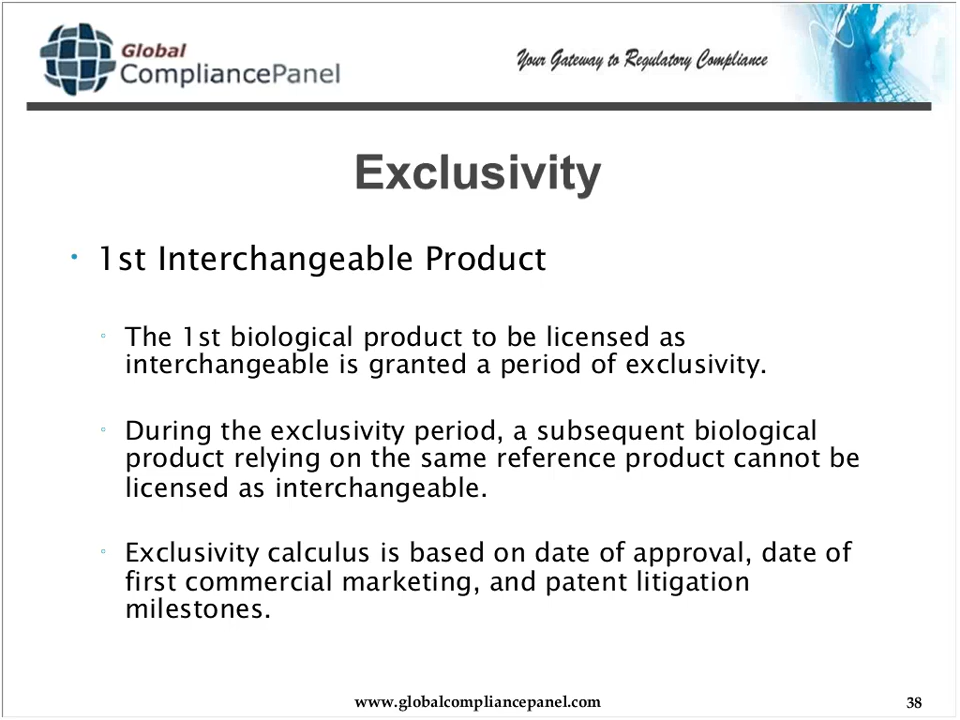 Global
CompliancePanel
Your Gateway to Regulatory Compliance
Exclusivity
• 1st Interchangeable Product
▫ The 1st biological product to be licensed as
interchangeable is granted a period of exclusivity.
▫ During the exclusivity period, a subsequent biological
product relying on the same reference product cannot be
licensed as interchangeable.
▫ Exclusivity calculus is based on date of approval, date of
first commercial marketing, and patent litigation
milestones.
www.globalcompliancepanel.com
38